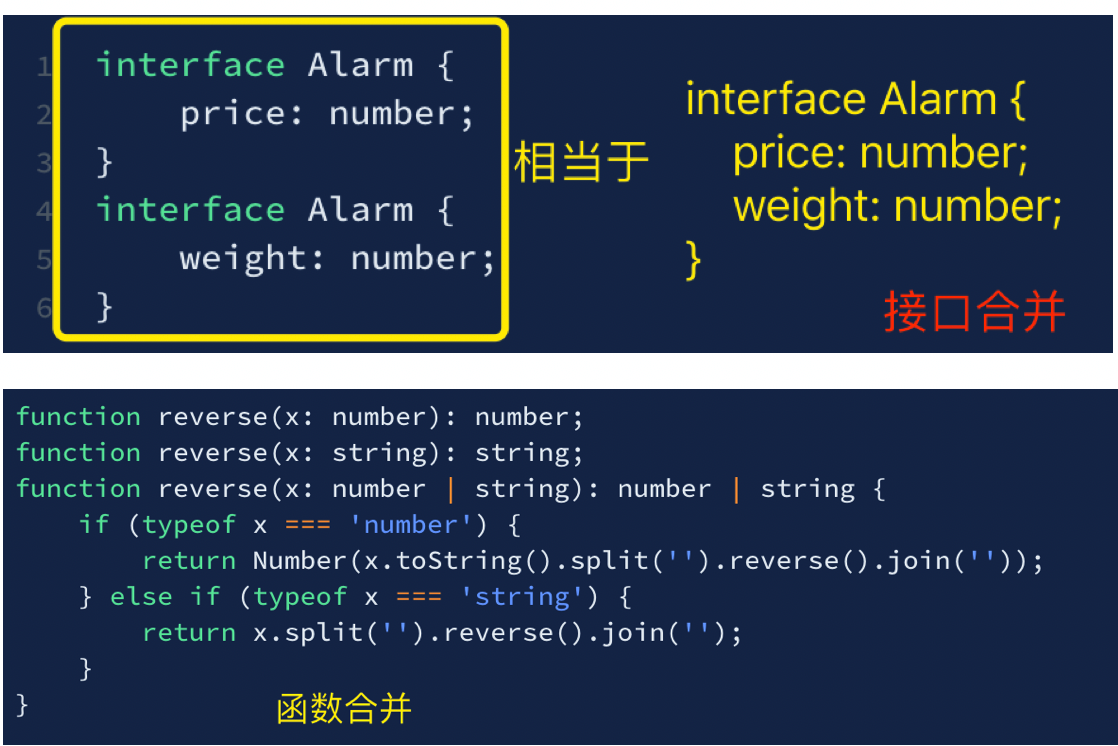 1 interface Alarm {
2 price: number;
3 }
4 interface Alarm {
5 weight: number;
6 }
相当于
interface Alarm {
price: number;
weight: number;
}
接口合并
function reverse(x: number): number;
function reverse(x: string): string;
function reverse(x: number | string): number | string {
if (typeof x === 'number') {
return Number(x.toString().split('').reverse().join(''));
} else if (typeof x === 'string') {
return x.split('').reverse().join('');
}
}
函数合并